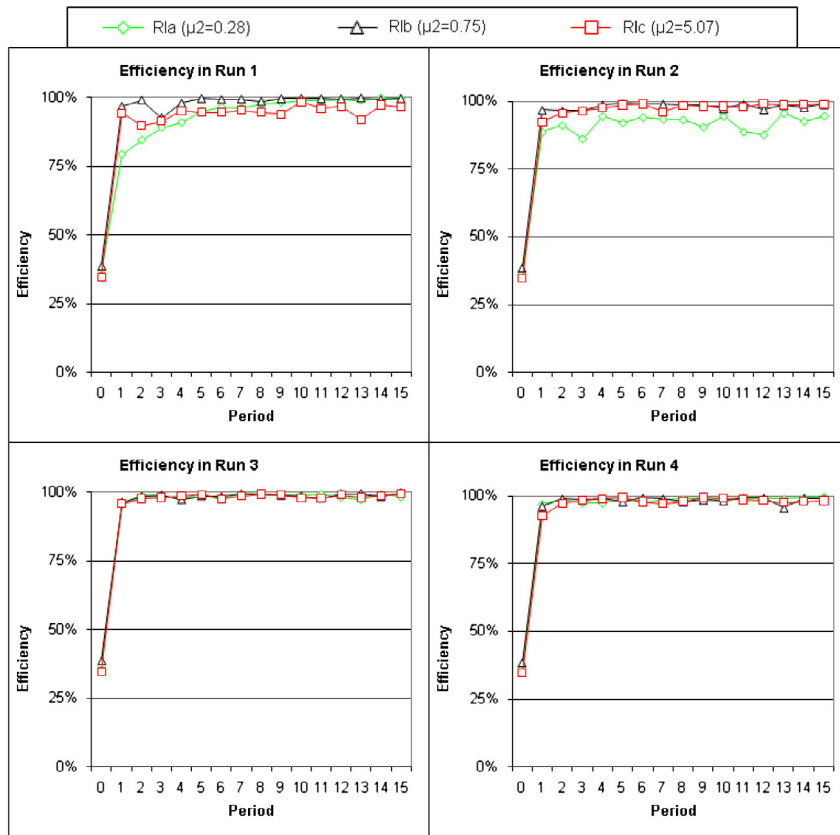 RIa (µ2=0.28) RIb (µ2=0.75) RIc (µ2=5.07)
Efficiency in Run 1
100%
75%
50%
25%
0%
Efficiency
0 1 2 3 4 5 6 7 8 9 10 11 12 13 14 15
Period
Efficiency in Run 2
100%
75%
50%
25%
0%
Efficiency
0 1 2 3 4 5 6 7 8 9 10 11 12 13 14 15
Period
Efficiency in Run 3
100%
75%
50%
25%
0%
Efficiency
0 1 2 3 4 5 6 7 8 9 10 11 12 13 14 15
Period
Efficiency in Run 4
100%
75%
50%
25%
0%
Efficiency
0 1 2 3 4 5 6 7 8 9 10 11 12 13 14 15
Period